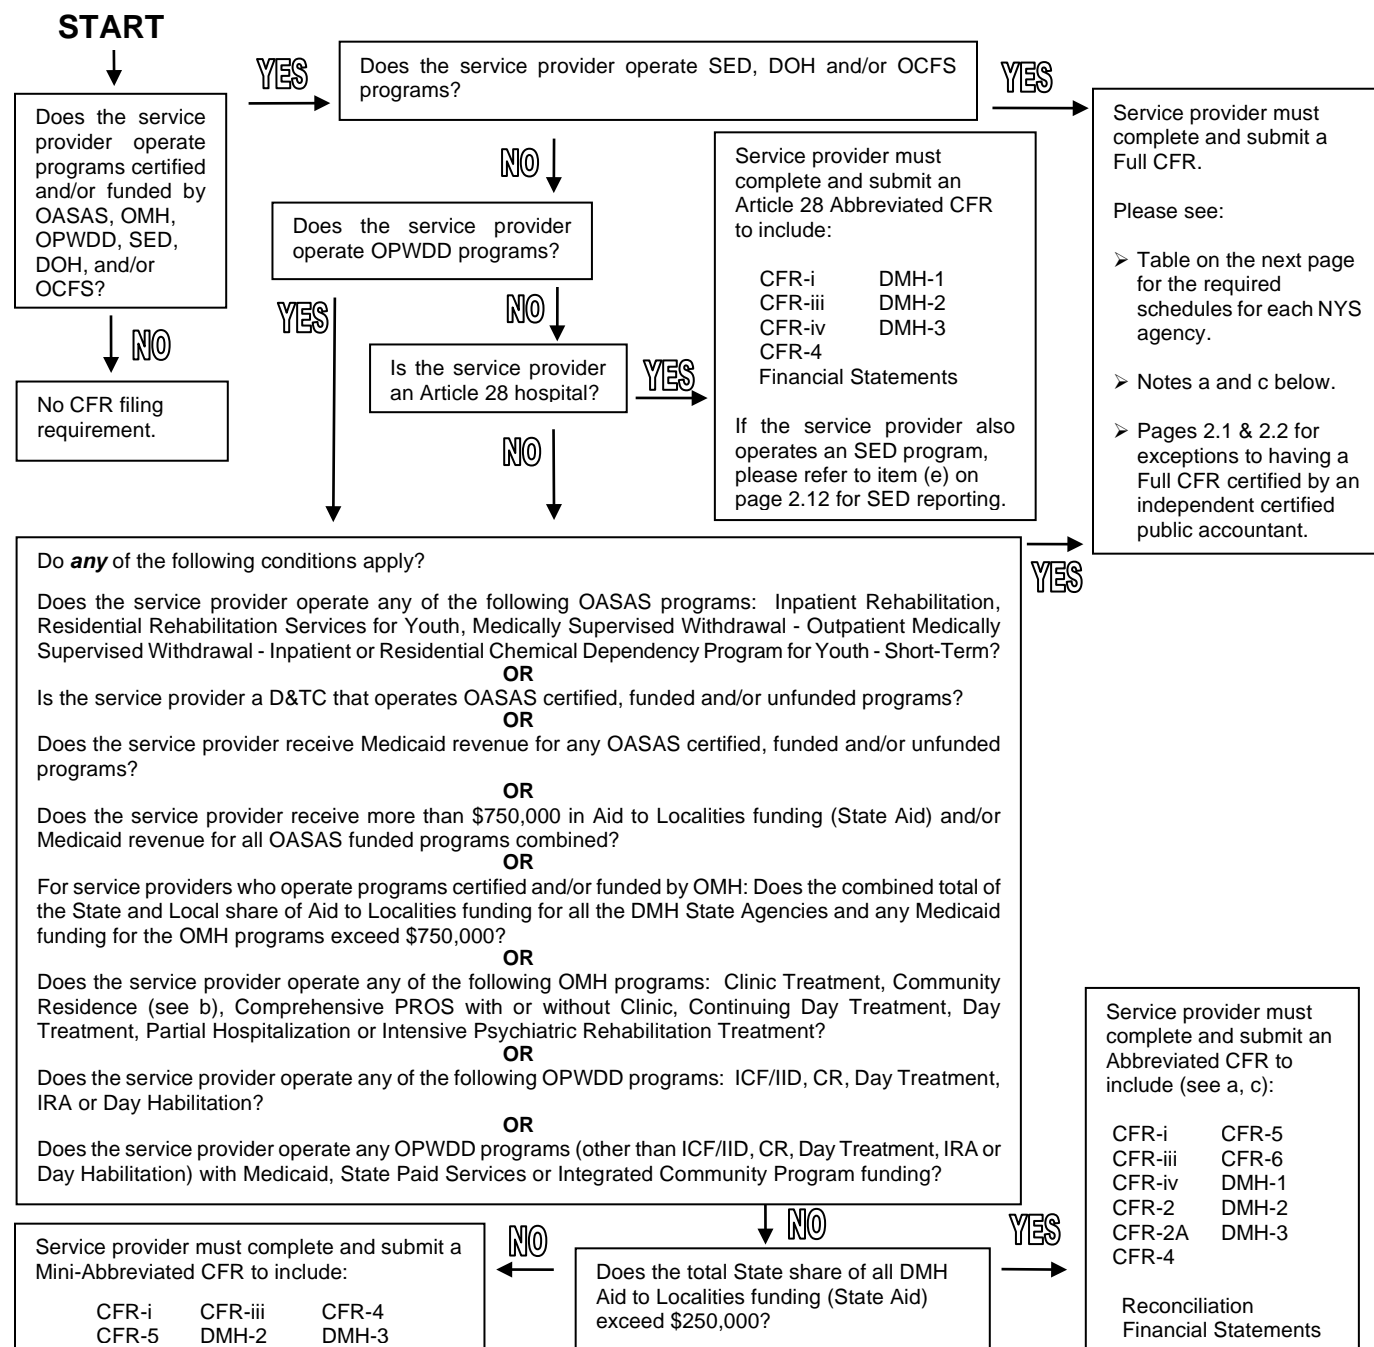 START
YES
Does the service provider operate SED, DOH and/or OCFS
programs?
YES
Does the service
provider operate
programs certified
and/or funded by
OASAS, OMH,
OPWDD, SED,
DOH, and/or
OCFS?
NO
No CFR filing
requirement.
NO
Does the service provider
operate OPWDD programs?
YES
NO
Is the service provider
an Article 28 hospital?
YES
NO
Service provider must
complete and submit an
Article 28 Abbreviated CFR
to include:
CFR-i DMH-1
CFR-iii DMH-2
CFR-iv DMH-3
CFR-4
Financial Statements
If the service provider also
operates an SED program,
please refer to item (e) on
page 2.12 for SED reporting.
Service provider must
complete and submit a
Full CFR.
Please see:
➢ Table on the next page
for the required
schedules for each NYS
agency.
➢ Notes a and c below.
➢ Pages 2.1 & 2.2 for
exceptions to having a
Full CFR certified by an
independent certified
public accountant.
Do any of the following conditions apply?
YES
Does the service provider operate any of the following OASAS programs: Inpatient Rehabilitation,
Residential Rehabilitation Services for Youth, Medically Supervised Withdrawal - Outpatient Medically
Supervised Withdrawal - Inpatient or Residential Chemical Dependency Program for Youth - Short-Term?
OR
Is the service provider a D&TC that operates OASAS certified, funded and/or unfunded programs?
OR
Does the service provider receive Medicaid revenue for any OASAS certified, funded and/or unfunded
programs?
OR
Does the service provider receive more than $750,000 in Aid to Localities funding (State Aid) and/or
Medicaid revenue for all OASAS funded programs combined?
OR
For service providers who operate programs certified and/or funded by OMH: Does the combined total of
the State and Local share of Aid to Localities funding for all the DMH State Agencies and any Medicaid
funding for the OMH programs exceed $750,000?
OR
Does the service provider operate any of the following OMH programs: Clinic Treatment, Community
Residence (see b), Comprehensive PROS with or without Clinic, Continuing Day Treatment, Day
Treatment, Partial Hospitalization or Intensive Psychiatric Rehabilitation Treatment?
OR
Does the service provider operate any of the following OPWDD programs: ICF/IID, CR, Day Treatment,
IRA or Day Habilitation?
OR
Does the service provider operate any OPWDD programs (other than ICF/IID, CR, Day Treatment, IRA or
Day Habilitation) with Medicaid, State Paid Services or Integrated Community Program funding?
NO
Does the total State share of all DMH
Aid to Localities funding (State Aid)
exceed $250,000?
YES
Service provider must
complete and submit an
Abbreviated CFR to
include (see a, c):
CFR-i CFR-5
CFR-iii CFR-6
CFR-iv DMH-1
CFR-2 DMH-2
CFR-2A DMH-3
CFR-4
Reconciliation
Financial Statements
NO
Service provider must complete and submit a
Mini-Abbreviated CFR to include:
CFR-i CFR-iii CFR-4
CFR-5 DMH-2 DMH-3